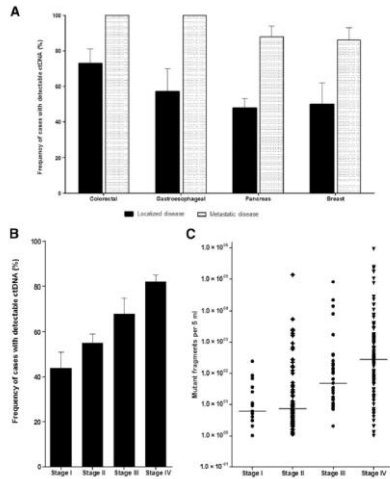 A
Frequency of cases with detectable ctDNA (%)
100
80
60
40
20
0
Colorectal Gastroesophageal Pancreas Breast
Localized disease Metastatic disease
B
Frequency of cases with detectable ctDNA (%)
100
80
60
40
20
0
Stage I Stage II Stage III Stage IV
C
Mutant fragments per 5 ml
Stage I Stage II Stage III Stage IV